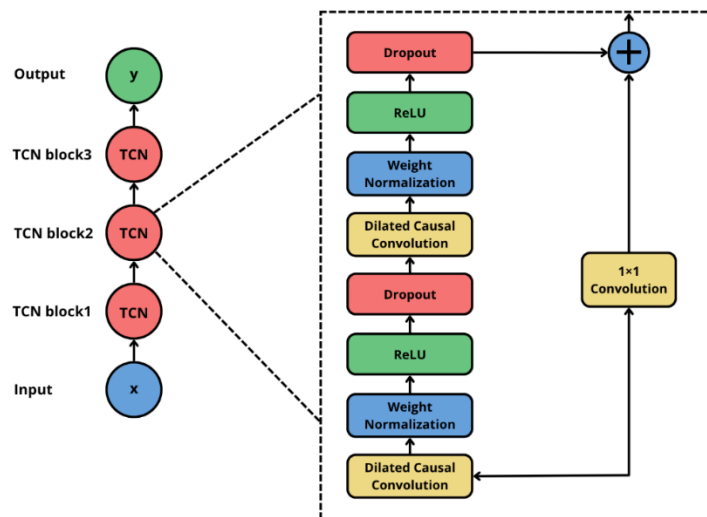 Output
y
TCN block3
TCN
TCN block2
TCN
TCN block1
TCN
Input
x
Dropout
+
ReLU
Weight
Normalization
Dilated Causal
Convolution
Dropout
1×1
Convolution
ReLU
Weight
Normalization
Dilated Causal
Convolution